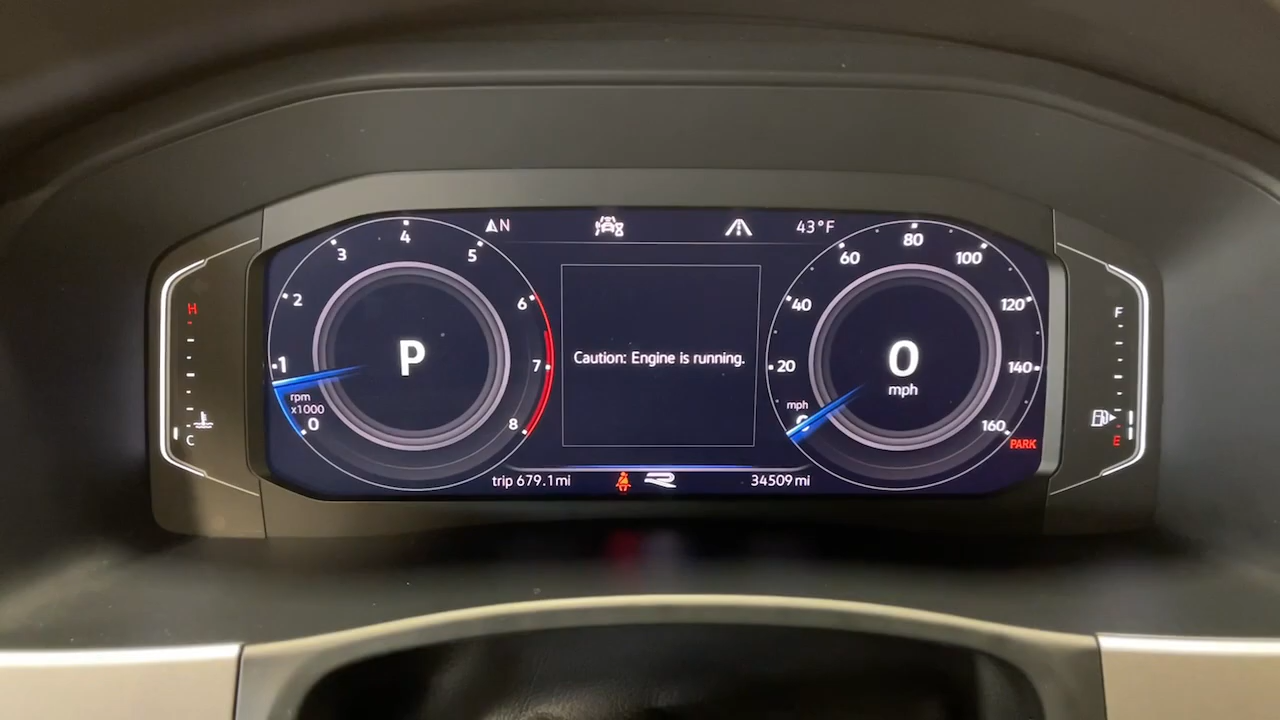 N
43°F
H
C
0
1
2
3
4
5
6
7
8
rpm
x1000
P
Caution: Engine is running.
20
40
60
80
100
120
140
160
mph
0
mph
PARK
F
E
trip 679.1 mi
34509 mi